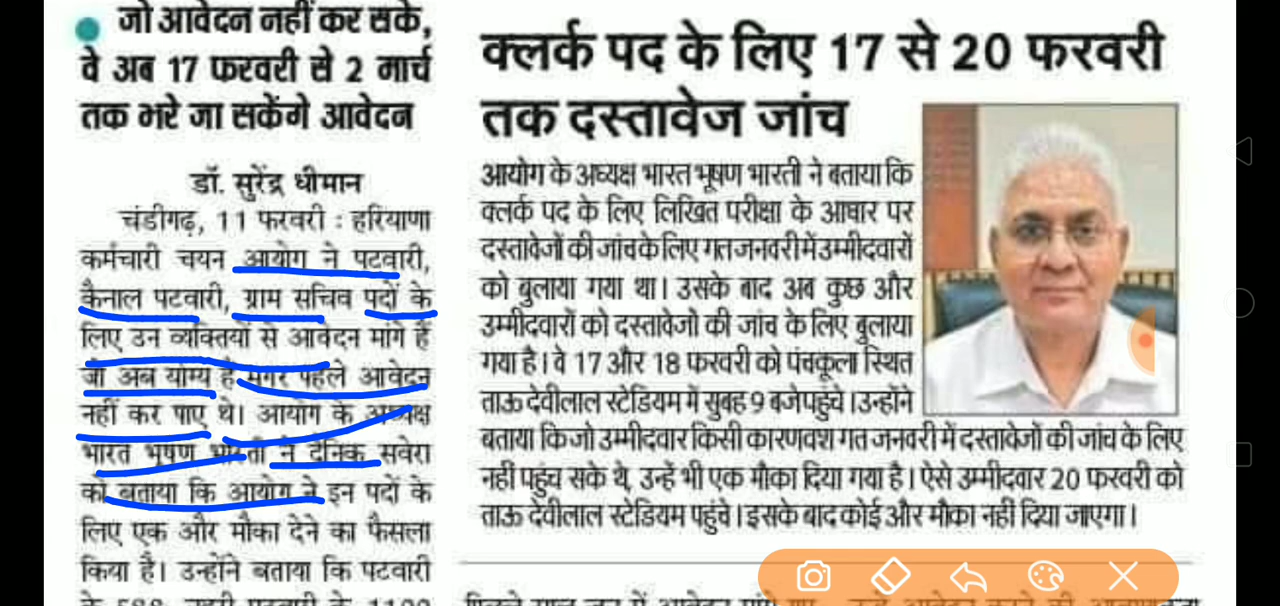 जो आवेदन नहीं कर सके,
वे अब 17 फरवरी से 2 मार्च
तक भरे जा सकेंगे आवेदन
डॉ. सुरेंद्र धीमान
चंडीगढ़, 11 फरवरी : हरियाणा
कर्मचारी चयन आयोग ने पटवारी,
कैनाल पटवारी, ग्राम सचिव पदों के
लिए उन व्यक्तियों से आवेदन मांगे हैं
जो अब योग्य है मगर पहले आवेदन
नहीं कर पाए थे। आयोग के अध्यक्ष
भारत भूषण भारती ने दैनिक सवेरा
को बताया कि आयोग ने इन पदों के
लिए एक और मौका देने का फैसला
किया है। उन्होंने बताया कि पटवारी
क्लर्क पद के लिए 17 से 20 फरवरी
तक दस्तावेज जांच
आयोग के अध्यक्ष भारत भूषण भारती ने बताया कि
क्लर्क पद के लिए लिखित परीक्षा के आधार पर
दस्तावेजों की जांच के लिए गत जनवरी में उम्मीदवारों
को बुलाया गया था। उसके बाद अब कुछ और
उम्मीदवारों को दस्तावेजो की जांच के लिए बुलाया
गया है। वे 17 और 18 फरवरी को पंचकूला स्थित
ताऊ देवीलाल स्टेडियम में सुबह 9 बजे पहुंचे। उन्होंने
बताया कि जो उम्मीदवार किसी कारणवश गत जनवरी में दस्तावेजों की जांच के लिए
नही पहुंच सके थे, उन्हें भी एक मौका दिया गया है। ऐसे उम्मीदवार 20 फरवरी को
ताऊ देवीलाल स्टेडियम पहुंवे। इसके बाद कोई और मौका नही दिया जाएगा।